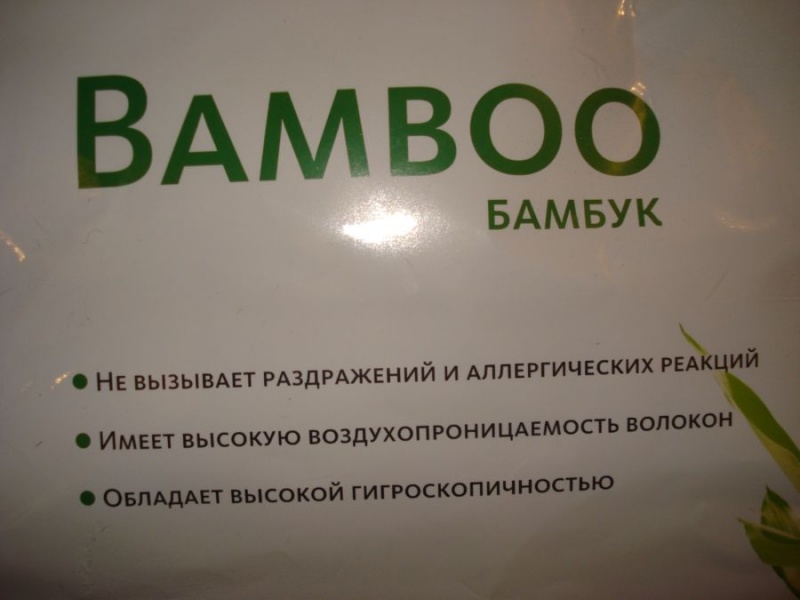 BAMBOO
БАМБУК
• НЕ ВЫЗЫВАЕТ РАЗДРАЖЕНИЙ И АЛЛЕРГИЧЕСКИХ РЕАКЦИЙ
• ИМЕЕТ ВЫСОКУЮ ВОЗДУХОПРОНИЦАЕМОСТЬ ВОЛОКОН
• ОБЛАДАЕТ ВЫСОКОЙ ГИГРОСКОПИЧНОСТЬЮ